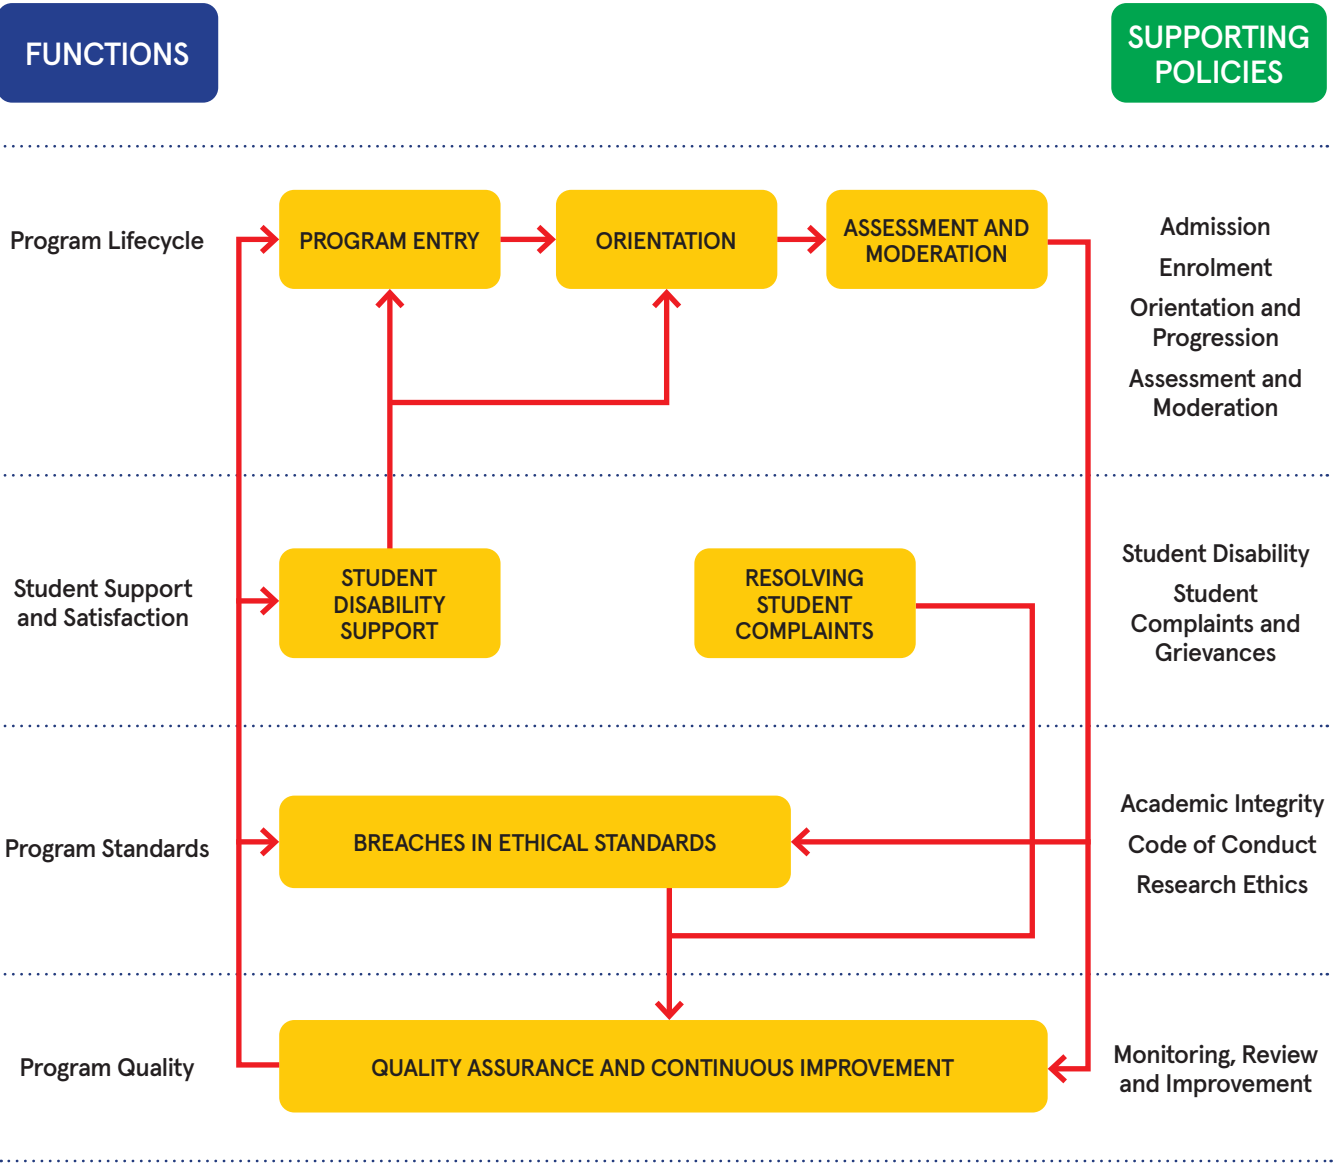 FUNCTIONS
SUPPORTING
POLICIES
Program Lifecycle
PROGRAM ENTRY
ORIENTATION
ASSESSMENT AND
MODERATION
Admission
Enrolment
Orientation and
Progression
Assessment and
Moderation
Student Support
and Satisfaction
STUDENT
DISABILITY
SUPPORT
RESOLVING
STUDENT
COMPLAINTS
Student Disability
Student
Complaints and
Grievances
Program Standards
BREACHES IN ETHICAL STANDARDS
Academic Integrity
Code of Conduct
Research Ethics
Program Quality
QUALITY ASSURANCE AND CONTINUOUS IMPROVEMENT
Monitoring, Review
and Improvement